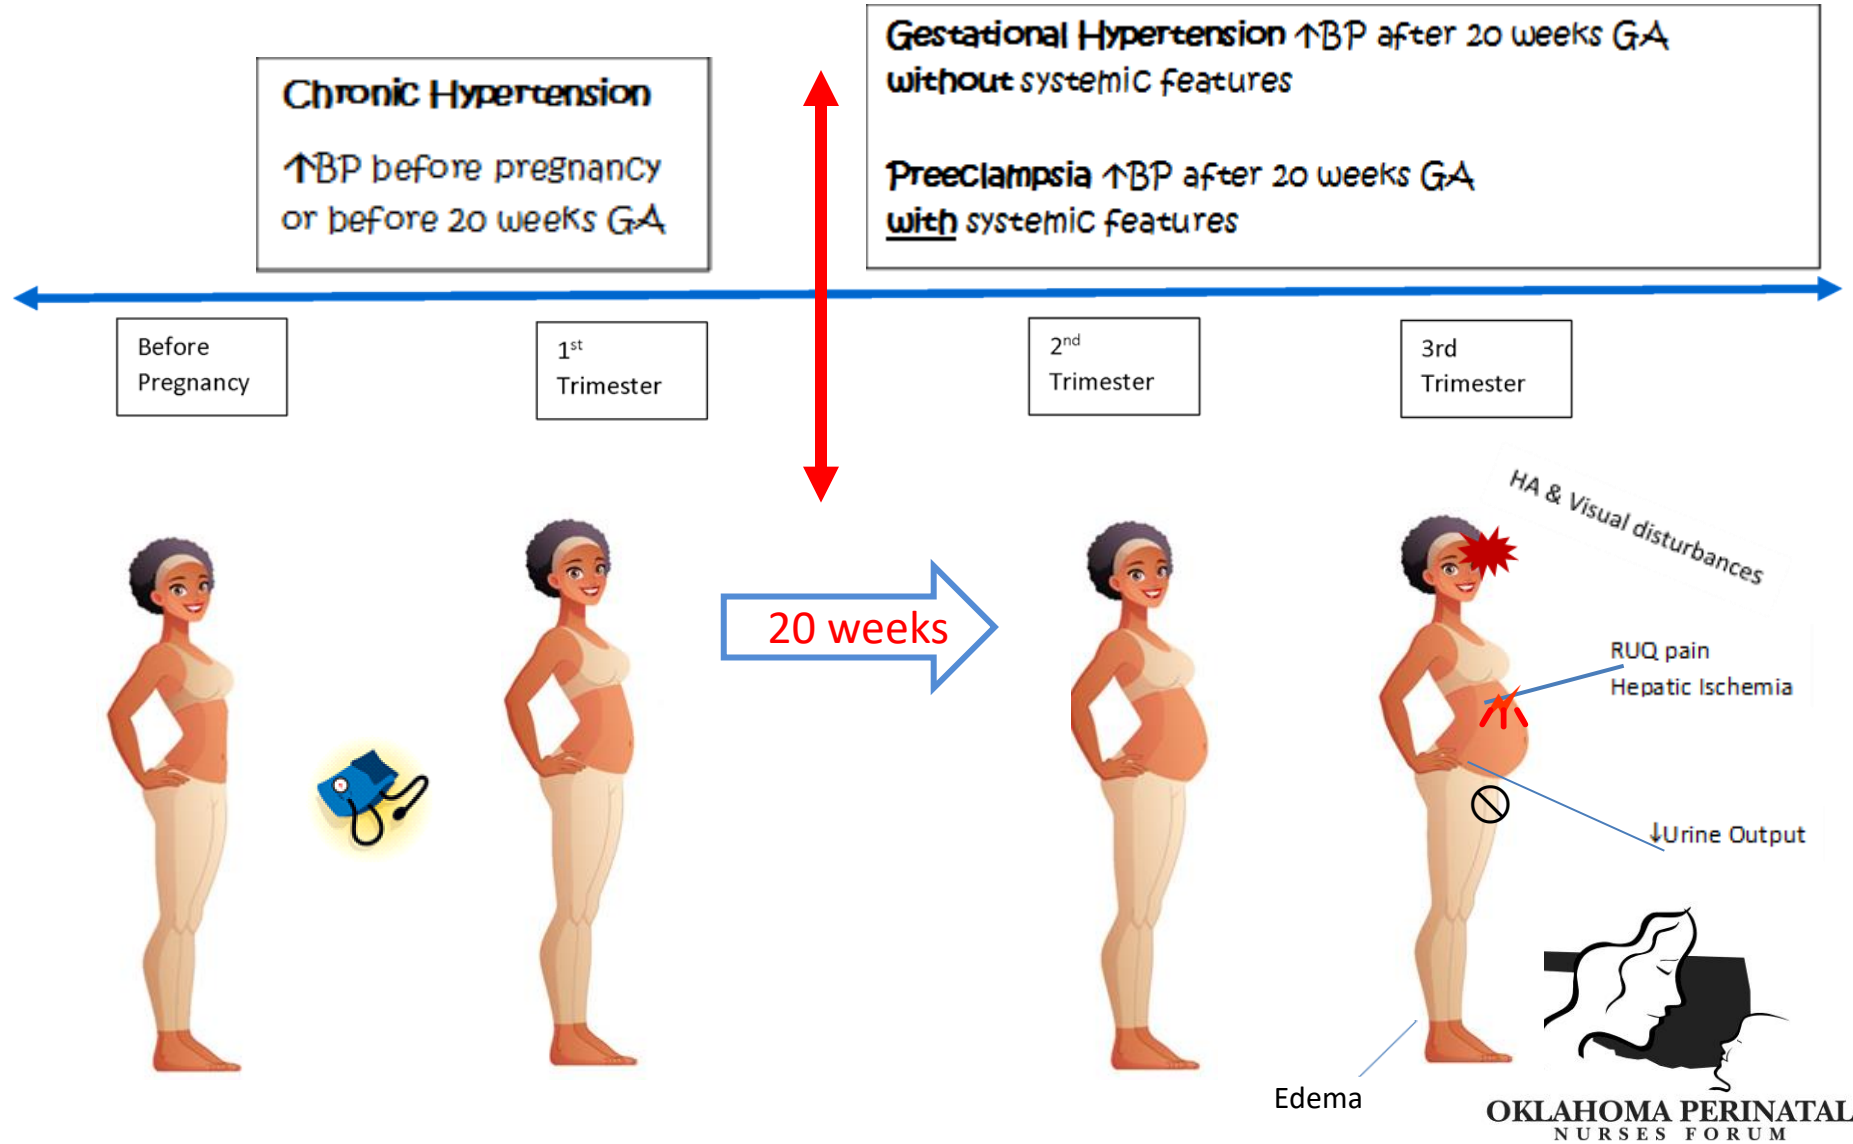 Chronic Hypertension
↑BP before pregnancy
or before 20 weeks GA
Gestational Hypertension ↑BP after 20 weeks GA
without systemic features
Preeclampsia ↑BP after 20 weeks GA
with systemic features
Before
Pregnancy
1st
Trimester
2nd
Trimester
3rd
Trimester
20 weeks
HA & Visual disturbances
RUQ pain
Hepatic Ischemia
↓Urine Output
Edema
OKLAHOMA PERINATAL
NURSES FORUM